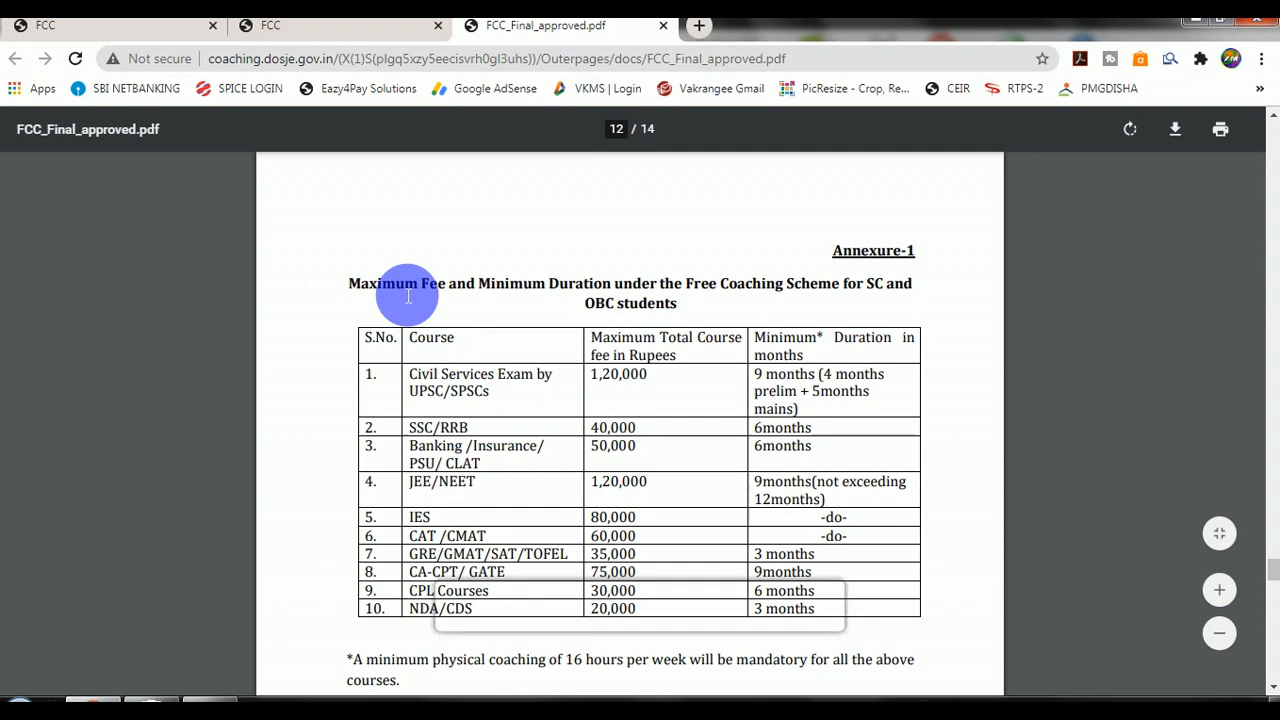 FCC
FCC
FCC_Final_approved.pdf
Not secure
coaching.dosje.gov.in/(X(1)S(plgq5rzy5ecisvrh0gl3uhe))/Outerpages/docs/FCC_Final_approved.pdf
Apps SBI NETBANKING SPICE LOGIN Eazy4Pay Solutions Google AdSense VKMS | Login Vakrangee Gmail PicResize - Crop, Re... CEIR RTPS-2 PMGDISHA »
FCC_Final_approved.pdf 12 / 14
Annexure-1
Maximum Fee and Minimum Duration under the Free Coaching Scheme for SC and
OBC students
S.No. Course Maximum Total Course Minimum* Duration in
fee in Rupees months
1. Civil Services Exam by 1,20,000 9 months (4 months
UPSC/SPSCs prelim + 5months
mains)
2. SSC/RRB 40,000 6months
3. Banking /Insurance/ 50,000 6months
PSU/ CLAT
4. JEE/NEET 1,20,000 9months(not exceeding
12months)
5. IES 80,000 -do-
6. CAT /CMAT 60,000 -do-
7. GRE/GMAT/SAT/TOFEL 35,000 3 months
8. CA-CPT/ GATE 75,000 9months
9. CPL Courses 30,000 6 months
10. NDA/CDS 20,000 3 months
*A minimum physical coaching of 16 hours per week will be mandatory for all the above
courses.